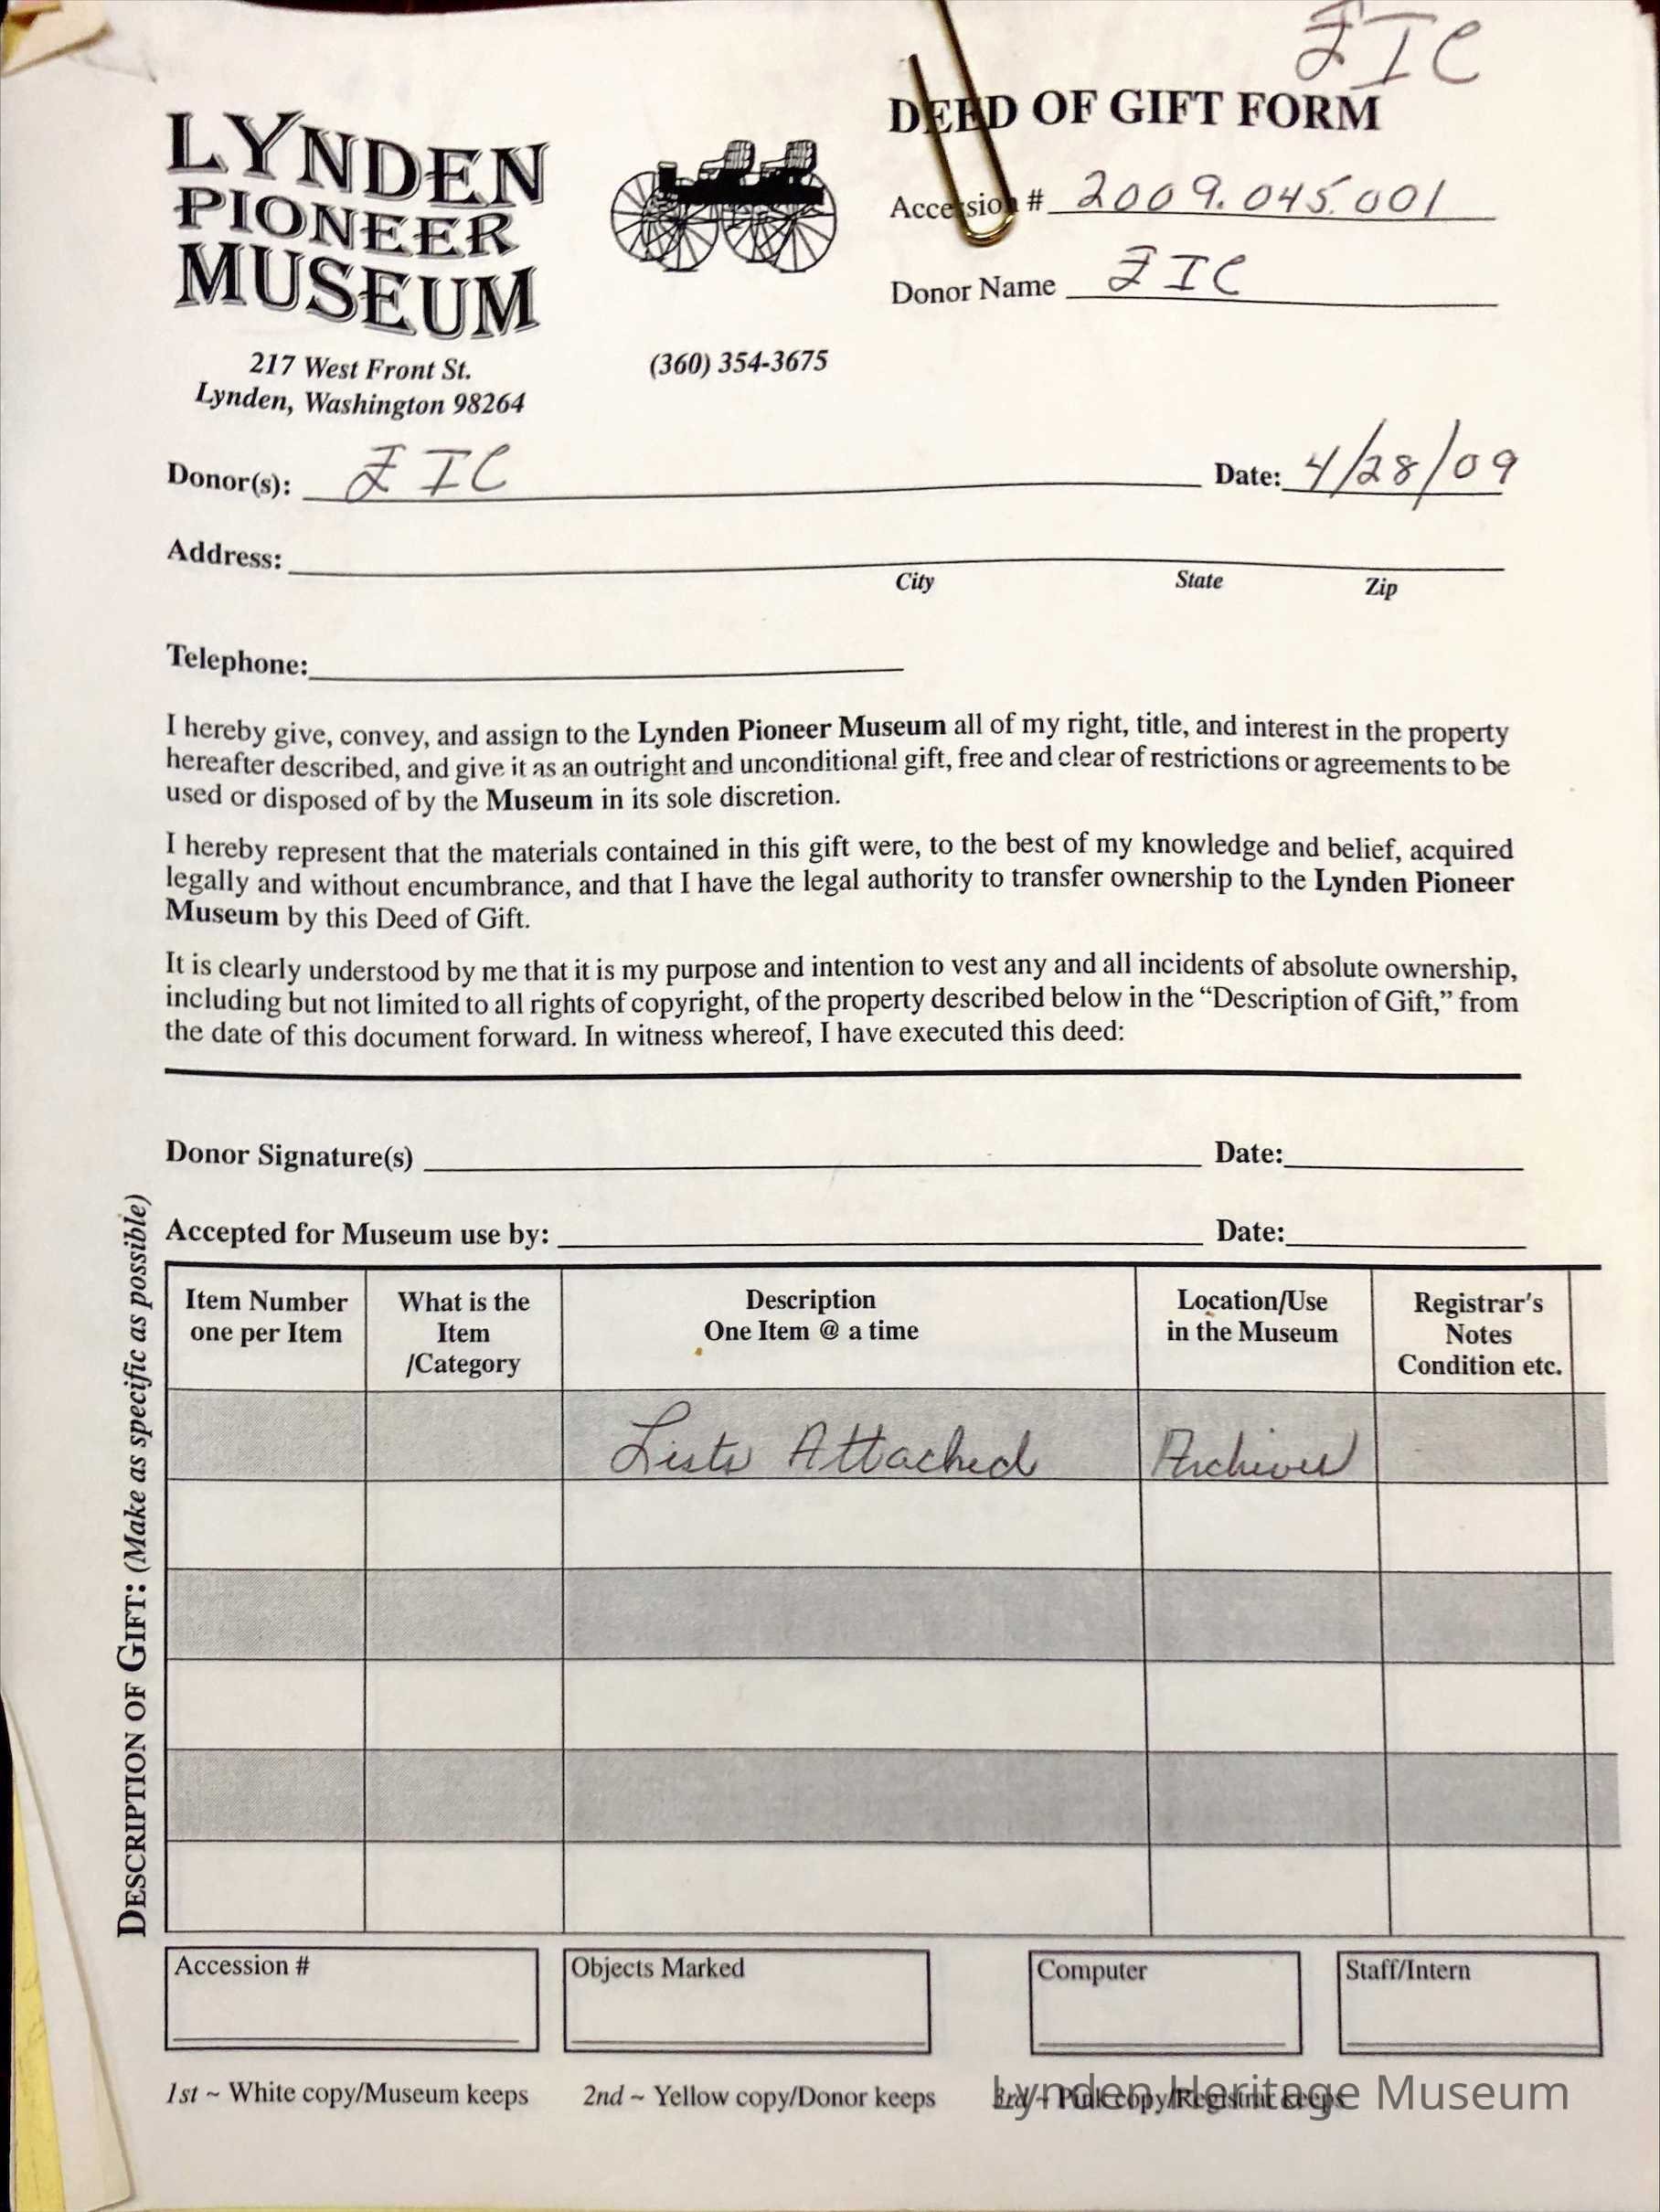 FIC
DEED OF GIFT FORM
LYNDEN
PIONEER
MUSEUM
Accession # 2009.045.001
Donor Name FIC
217 West Front St.
Lynden, Washington 98264
(360) 354-3675
Donor(s): FIC Date: 4/28/09
Address:
City State Zip
Telephone:
I hereby give, convey, and assign to the Lynden Pioneer Museum all of my right, title, and interest in the property
hereafter described, and give it as an outright and unconditional gift, free and clear of restrictions or agreements to be
used or disposed of by the Museum in its sole discretion.
I hereby represent that the materials contained in this gift were, to the best of my knowledge and belief, acquired
legally and without encumbrance, and that I have the legal authority to transfer ownership to the Lynden Pioneer
Museum by this Deed of Gift.
It is clearly understood by me that it is my purpose and intention to vest any and all incidents of absolute ownership,
including but not limited to all rights of copyright, of the property described below in the “Description of Gift,” from
the date of this document forward. In witness whereof, I have executed this deed:
Donor Signature(s) Date:
Accepted for Museum use by: Date:
DESCRIPTION OF GIFT: (Make as specific as possible)
Item Number
one per Item
What is the
Item
/Category
Description
One Item @ a time
Location/Use
in the Museum
Registrar's
Notes
Condition etc.
Lists Attached
Archives
Accession #
Objects Marked
Computer
Staff/Intern
1st ~ White copy/Museum keeps 2nd ~ Yellow copy/Donor keeps 3rd ~ Pink copy/Registrar keeps
Lynden Heritage Museum